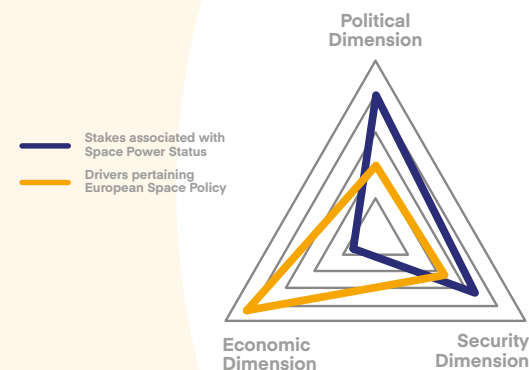 Political
Dimension
Stakes associated with
Space Power Status
Drivers pertaining
European Space Policy
Economic
Dimension
Security
Dimension